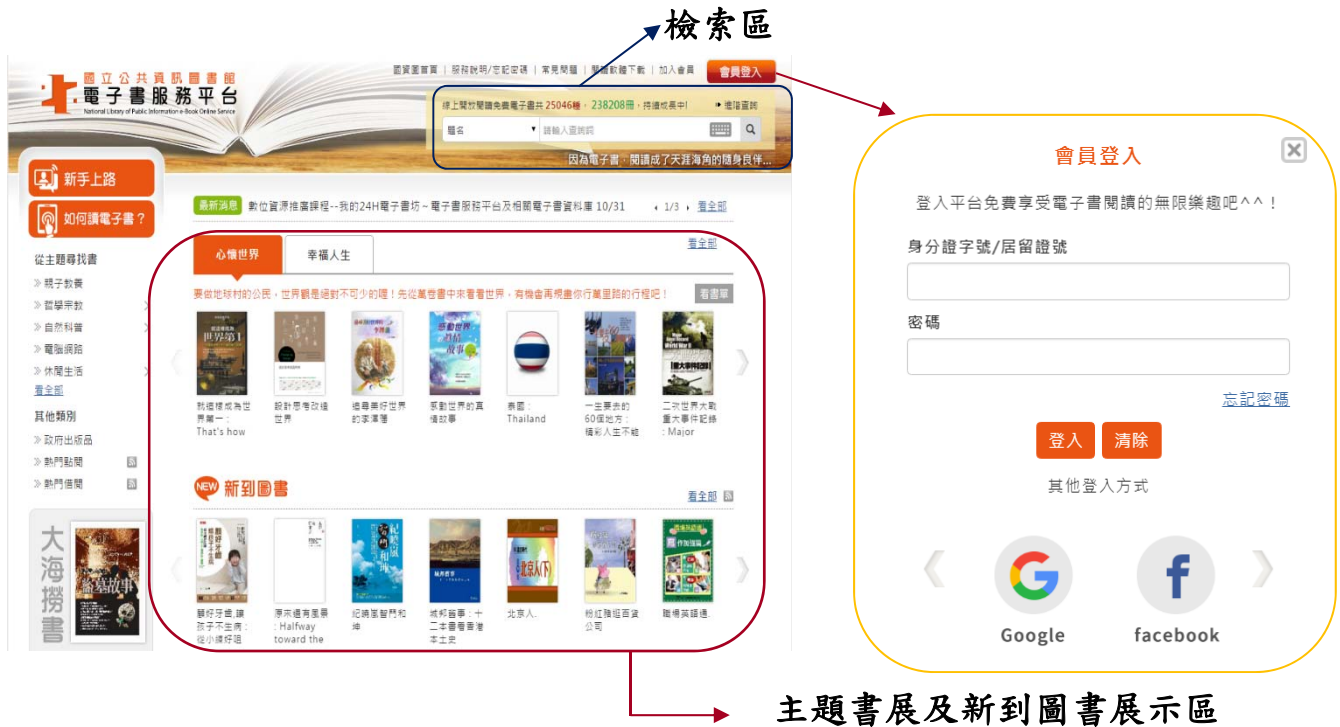 檢索區
國立公共資訊圖書館
電子書服務平台
National Library of Public Information e-Book Online Service
國資圖首頁 | 服務說明/忘記密碼 | 常見問題 | 閱讀軟體下載 | 加入會員
會員登入
線上開放閱讀免費電子書共 25046種、238208冊,持續成長中!
進階查詢
題名
請輸入查詢詞
因為電子書,閱讀成了天涯海角的隨身良伴...
新手上路
如何讀電子書?
最新消息 數位資源推廣課程--我的24H電子書坊~電子書服務平台及相關電子書資料庫 10/31
1/3
看全部
從主題尋找書
親子教養
哲學宗教
自然科普
電腦網路
休閒生活
看全部
其他類別
政府出版品
熱門點閱
熱門借閱
大海撈書
心懷世界
幸福人生
看全部
要做地球村的公民,世界觀是絕對不可少的喔!先從萬卷書中來看看世界,有機會再規畫你行萬里路的行程吧!
看書單
就這樣成為世界第一:
That's how
設計思考改造世界
追尋美好世界的李澤藩
感動世界的真情故事
泰國:
Thailand
一生要去的60個地方:
精彩人生不能
二次世界大戰重大事件記錄
: Major
NEW 新到圖書
看全部
顧好牙齒,讓孩子不生病:
從小練好咀
原來還有風景
: Halfway
toward the
紀曉嵐智鬥和珅
城邦舊事:十二本書看香港本土史
北京人.
粉紅豬逛百貨公司
職場英語通.
會員登入
登入平台免費享受電子書閱讀的無限樂趣吧^^!
身分證字號/居留證號
密碼
忘記密碼
登入
清除
其他登入方式
Google
facebook
主題書展及新到圖書展示區